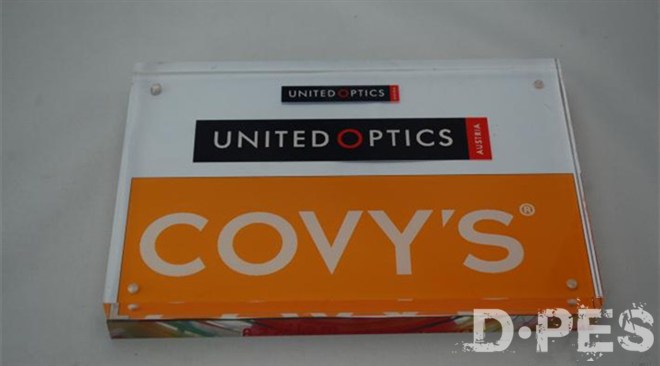 UNITED OPTICS
UNITED OPTICS AUSTRIA
COVY'S®
D·PES